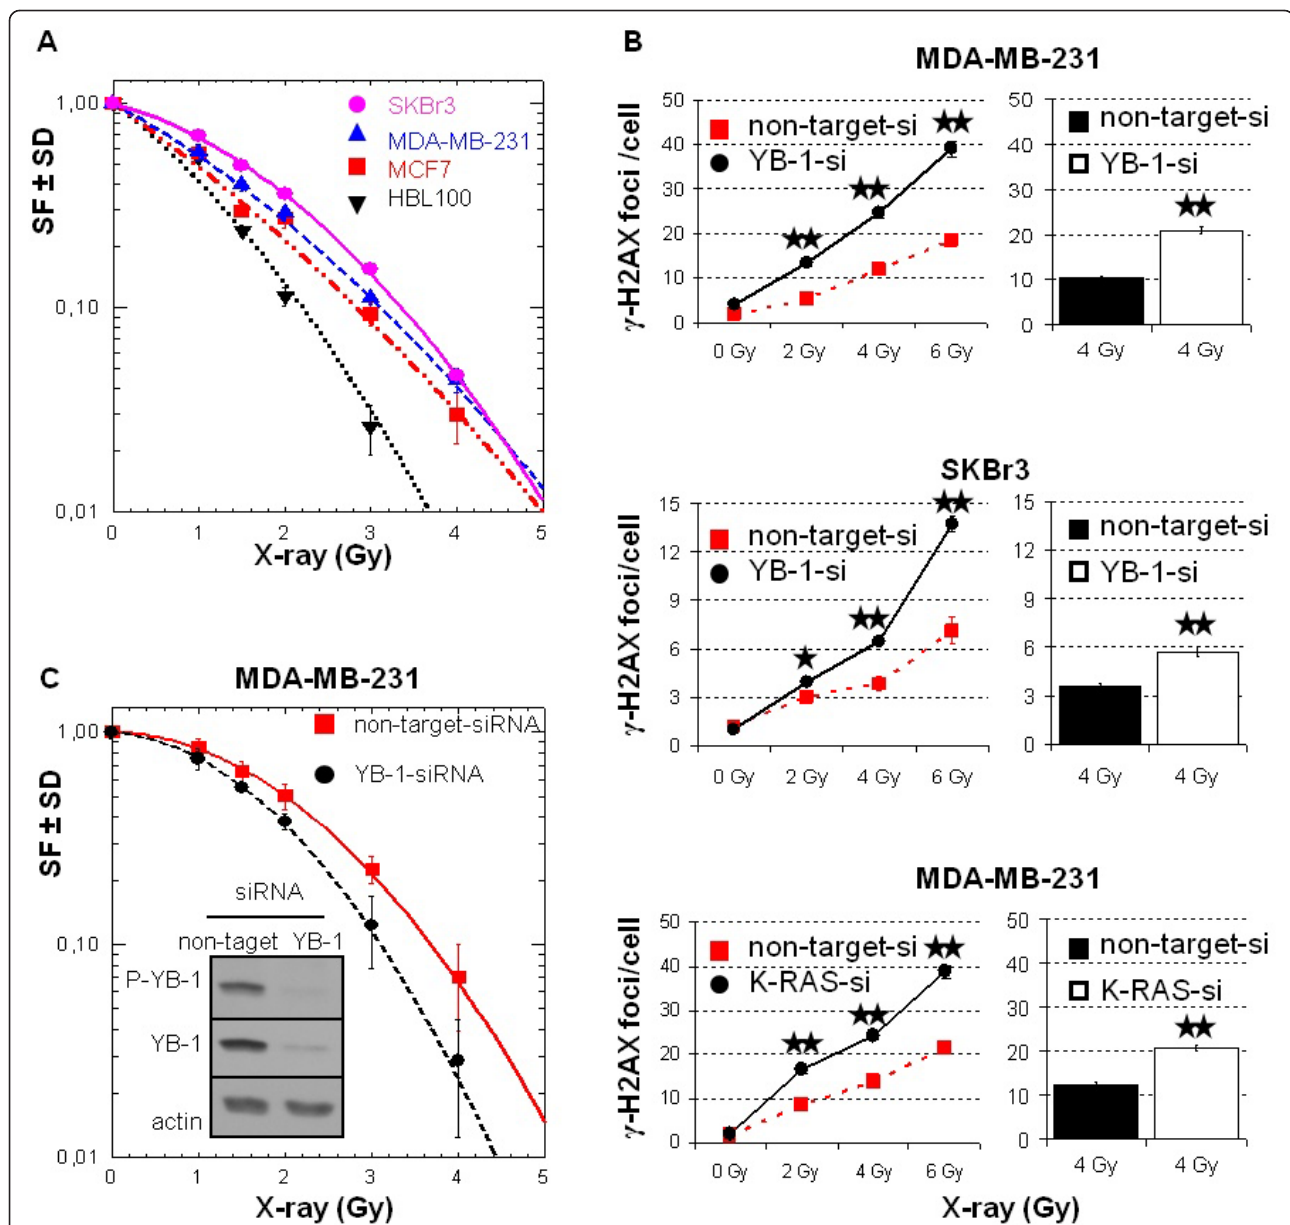 A
1,00
0,10
0,01
SF ± SD
SKBr3
MDA-MB-231
MCF7
HBL100
0 1 2 3 4 5
X-ray (Gy)
B
MDA-MB-231
γ-H2AX foci /cell
50
40
30
20
10
0
non-target-si
YB-1-si
★★
★★
★★
0 Gy 2 Gy 4 Gy 6 Gy
50
40
30
20
10
0
non-target-si
YB-1-si
★★
4 Gy 4 Gy
SKBr3
γ-H2AX foci/cell
15
12
9
6
3
0
non-target-si
YB-1-si
★
★★
★★
0 Gy 2 Gy 4 Gy 6 Gy
15
12
9
6
3
0
non-target-si
YB-1-si
★★
4 Gy 4 Gy
MDA-MB-231
γ-H2AX foci/cell
50
40
30
20
10
0
non-target-si
K-RAS-si
★★
★★
★★
0 Gy 2 Gy 4 Gy 6 Gy
50
40
30
20
10
0
non-target-si
K-RAS-si
★★
4 Gy 4 Gy
X-ray (Gy)
C
MDA-MB-231
1,00
0,10
0,01
SF ± SD
non-target-siRNA
YB-1-siRNA
siRNA
non-taget YB-1
P-YB-1
YB-1
actin
0 1 2 3 4 5
X-ray (Gy)